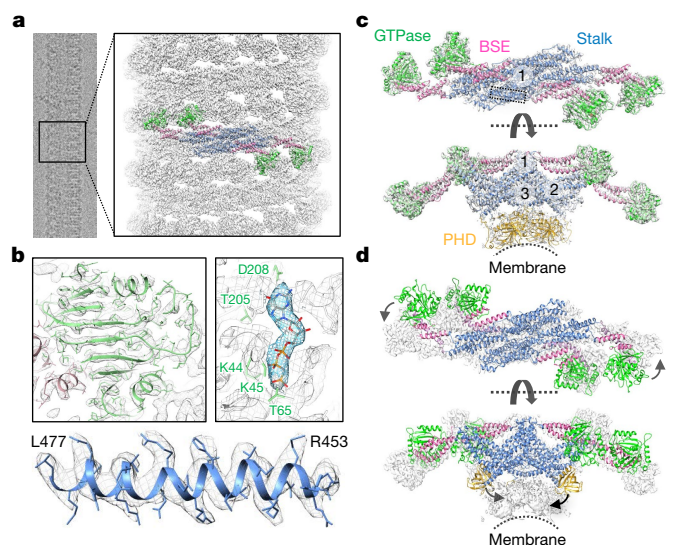 a
c
GTPase
BSE
Stalk
1
1
3 2
PHD
Membrane
b
D208
T205
K44
K45
T65
L477
R453
d
Membrane